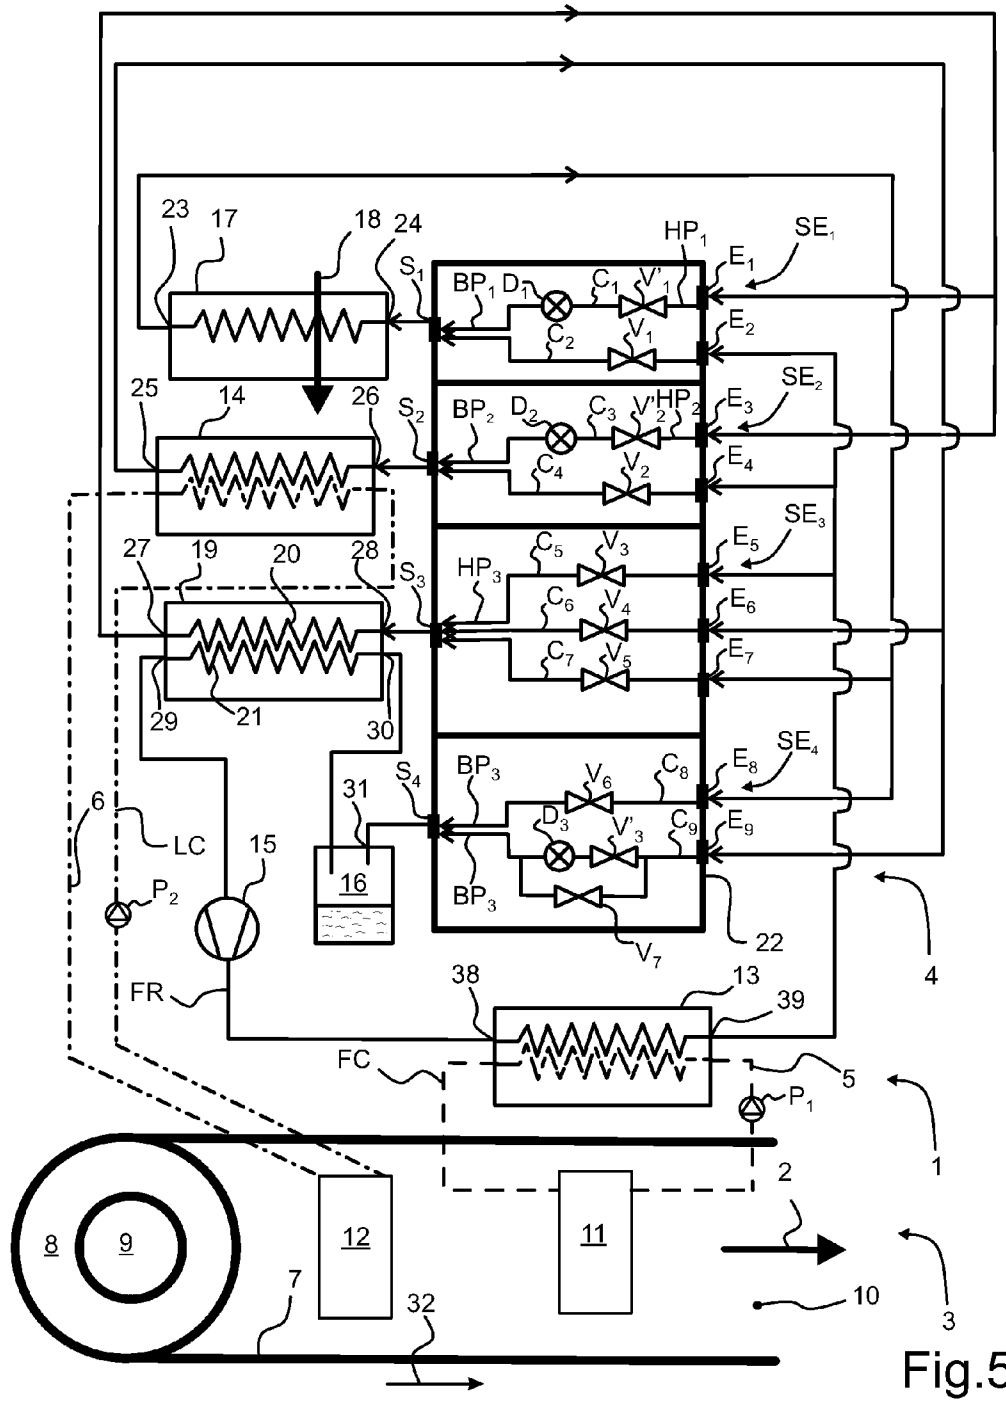 23 17 18 24 HP₁ SE₁
S₁ BP₁ D₁ C₁ V'₁ E₁
C₂ V₁ E₂
25 14 26 S₂ BP₂ D₂ C₃ V'₂ HP₂ E₃ SE₂
C₄ V₂ E₄
27 19 20 28 S₃ HP₃ C₅ V₃ E₅ SE₃
C₆ V₄ E₆
C₇ V₅ E₇
29 21 30
6 LC 31 S₄ BP₃ V₆ C₈ E₈ SE₄
D₃ V'₃ C₉ E₉
P₂ 15 16 BP₃
V₇ 22 4
FR 38 13 39
FC 5
P₁ 1
2
8 9 12 11
7 10 3
32
Fig.5